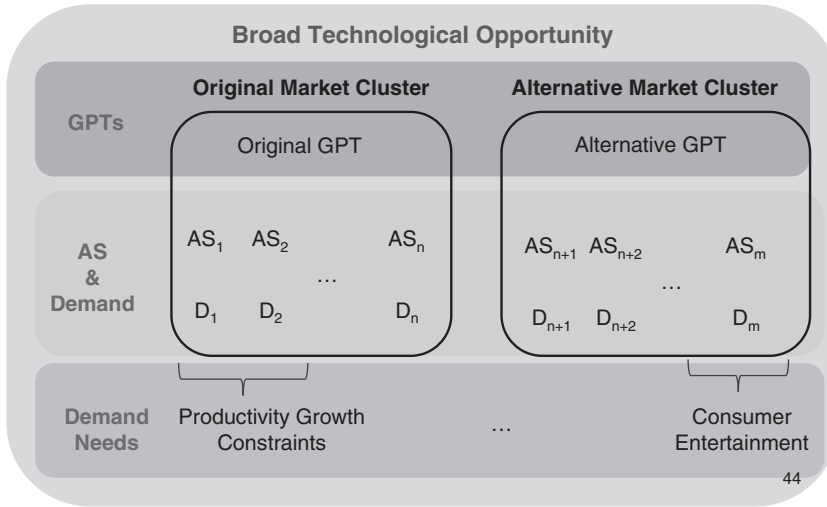 Broad Technological Opportunity
Original Market Cluster Alternative Market Cluster
GPTs
Original GPT Alternative GPT
AS
&
Demand
AS₁ AS₂ ... ASₙ ASₙ₊₁ ASₙ₊₂ ... ASₘ
D₁ D₂ Dₙ Dₙ₊₁ Dₙ₊₂ Dₘ
Demand
Needs
Productivity Growth
Constraints
...
Consumer
Entertainment
44